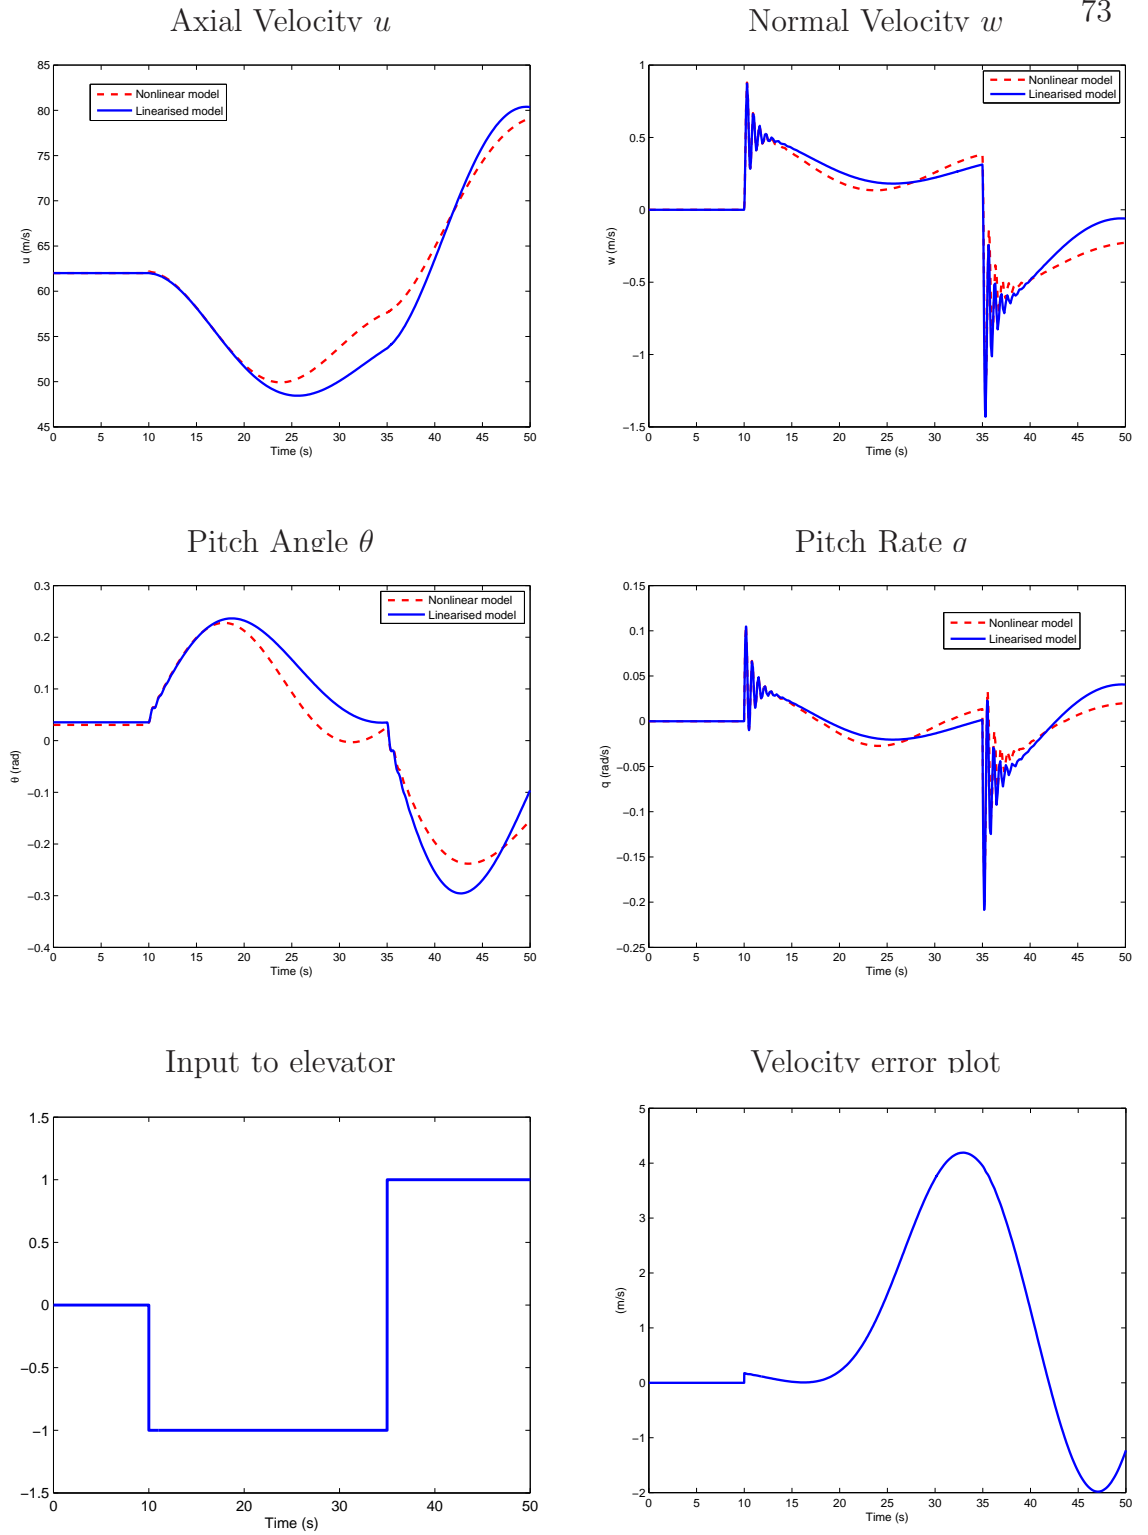 73
Axial Velocity u
85
80
75
70
65
60
55
50
45
u (m/s)
Nonlinear model
Linearised model
0 5 10 15 20 25 30 35 40 45 50
Time (s)
Normal Velocity w
1
0.5
0
−0.5
−1
−1.5
w (m/s)
Nonlinear model
Linearised model
0 5 10 15 20 25 30 35 40 45 50
Time (s)
Pitch Angle θ
0.3
0.2
0.1
0
−0.1
−0.2
−0.3
−0.4
θ (rad)
Nonlinear model
Linearised model
0 5 10 15 20 25 30 35 40 45 50
Time (s)
Pitch Rate q
0.15
0.1
0.05
0
−0.05
−0.1
−0.15
−0.2
−0.25
q (rad/s)
Nonlinear model
Linearised model
0 5 10 15 20 25 30 35 40 45 50
Time (s)
Input to elevator
1.5
1
0.5
0
−0.5
−1
−1.5
0 10 20 30 40 50
Time (s)
Velocity error plot
5
4
3
2
1
0
−1
−2
(m/s)
0 5 10 15 20 25 30 35 40 45 50
Time (s)